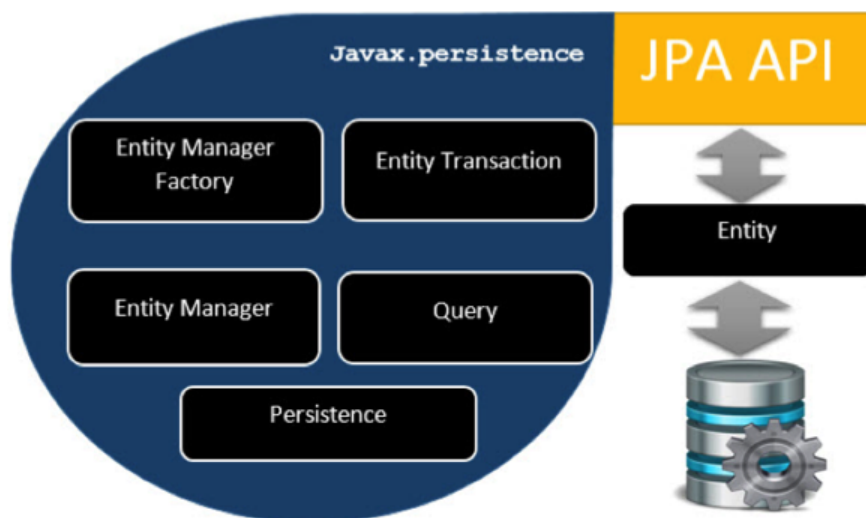 Javax.persistence
JPA API
Entity Manager
Factory
Entity Transaction
Entity
Entity Manager
Query
Persistence